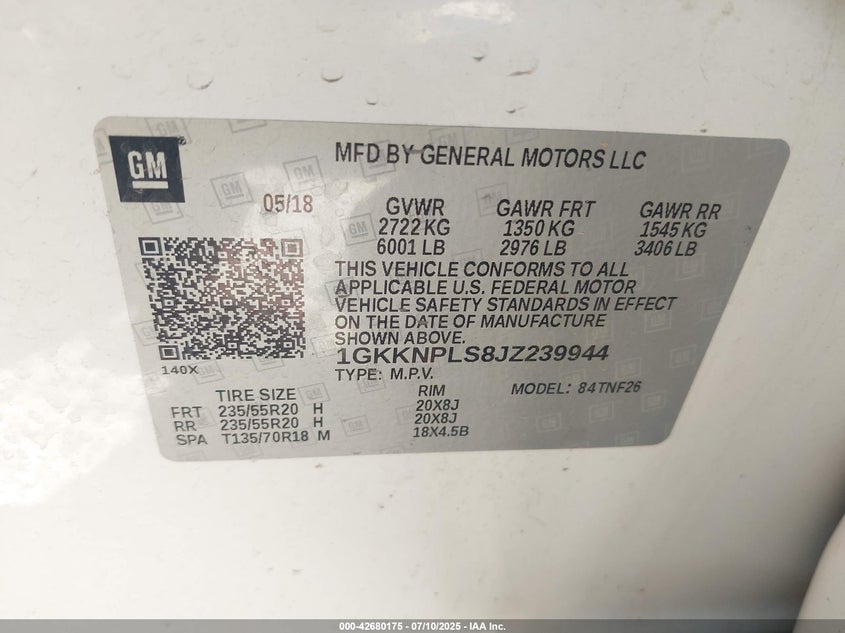 GM
MFD BY GENERAL MOTORS LLC
05/18
GVWR GAWR FRT GAWR RR
2722 KG 1350 KG 1545 KG
6001 LB 2976 LB 3406 LB
THIS VEHICLE CONFORMS TO ALL
APPLICABLE U.S. FEDERAL MOTOR
VEHICLE SAFETY STANDARDS IN EFFECT
ON THE DATE OF MANUFACTURE
SHOWN ABOVE.
1GKKNPLS8JZ239944
140X
TYPE: M.P.V. MODEL: 84TNF26
TIRE SIZE RIM
FRT 235/55R20 H 20X8J
RR 235/55R20 H 20X8J
SPA T135/70R18 M 18X4.5B
000-42680175 - 07/10/2025 - IAA Inc.